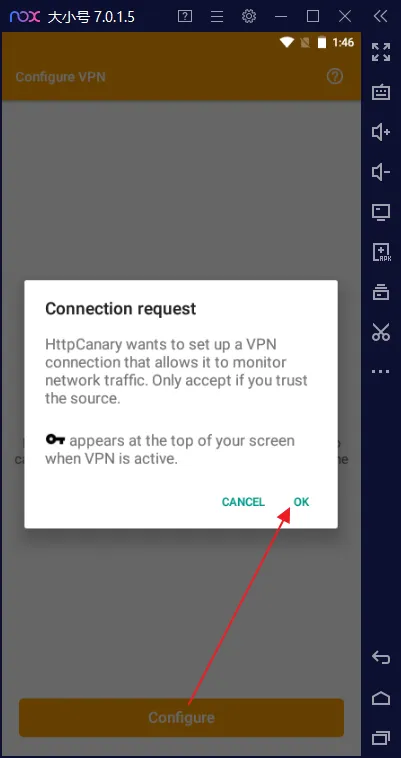 nox 大小号 7.0.1.5
1:46
Configure VPN
Connection request
HttpCanary wants to set up a VPN
connection that allows it to monitor
network traffic. Only accept if you trust
the source.
appears at the top of your screen
when VPN is active.
CANCEL OK
Configure
APK